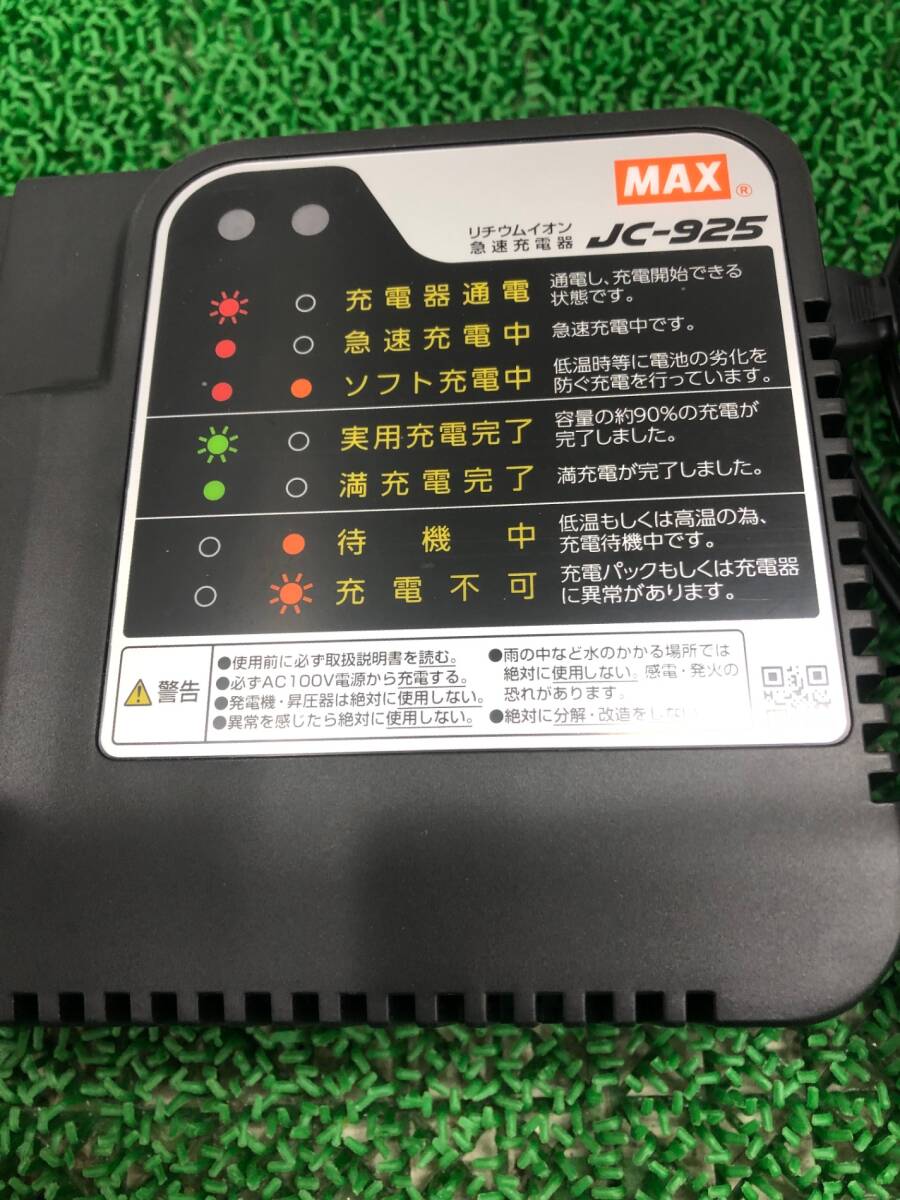 MAX®
リチウムイオン
急速充電器 JC-925
充電器通電 通電し、充電開始できる
状態です。
急速充電中 急速充電中です。
ソフト充電中 低温時等に電池の劣化を
防ぐ充電を行っています。
実用充電完了 容量の約90%の充電が
完了しました。
満充電完了 満充電が完了しました。
待機中 低温もしくは高温の為、
充電待機中です。
充電不可 充電パックもしくは充電器
に異常があります。
警告
●使用前に必ず取扱説明書を読む。
●必ずAC100V電源から充電する。
●発電機・昇圧器は絶対に使用しない。
●異常を感じたら絶対に使用しない。
●雨の中など水のかかる場所では
絶対に使用しない。感電・発火の
恐れがあります。
●絶対に分解・改造をしない